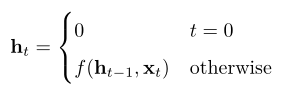 h_t = { 0   t = 0
f(h_{t−1}, x_t)   otherwise